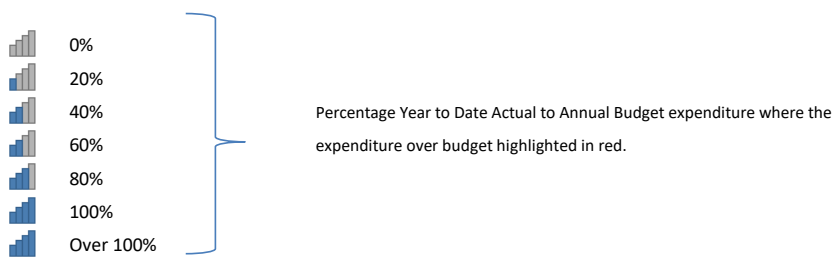 0%
20%
40%
60%
80%
100%
Over 100%
Percentage Year to Date Actual to Annual Budget expenditure where the
expenditure over budget highlighted in red.